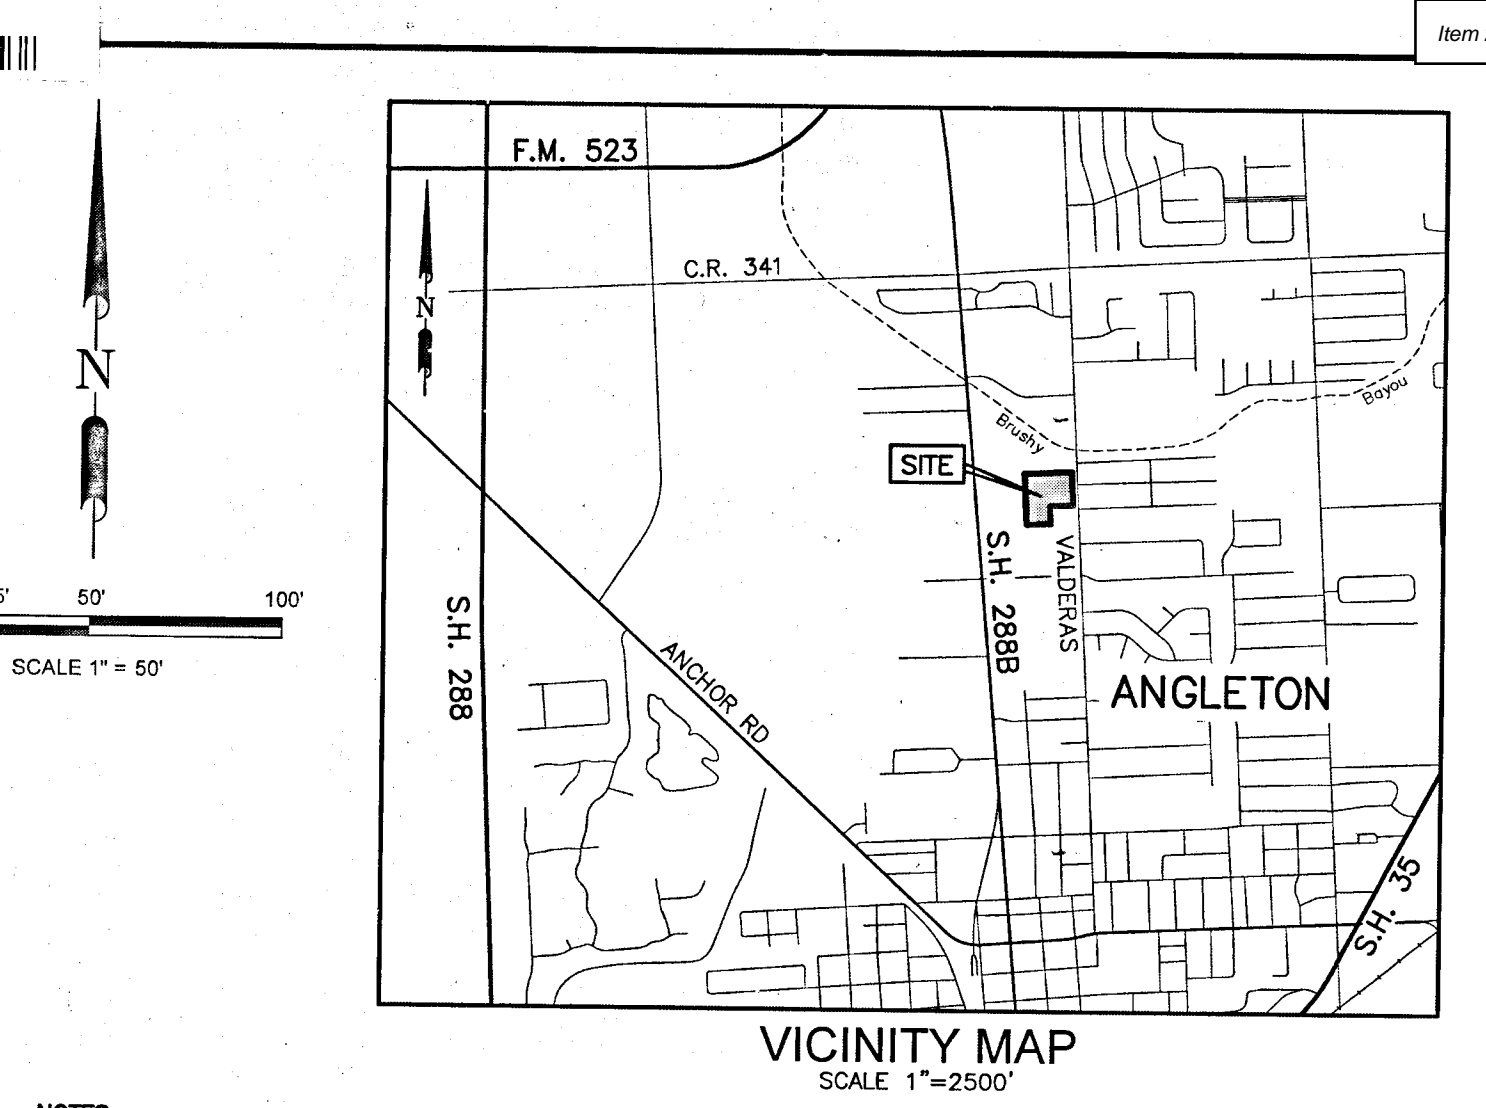 Item
F.M. 523
C.R. 341
N
N
Bayou
Brushy
SITE
S.H. 288B
VALDERAS
50'
100'
S.H. 288
SCALE 1" = 50'
ANCHOR RD
ANGLETON
S.H. 35
VICINITY MAP
SCALE 1"=2500'
NOTES